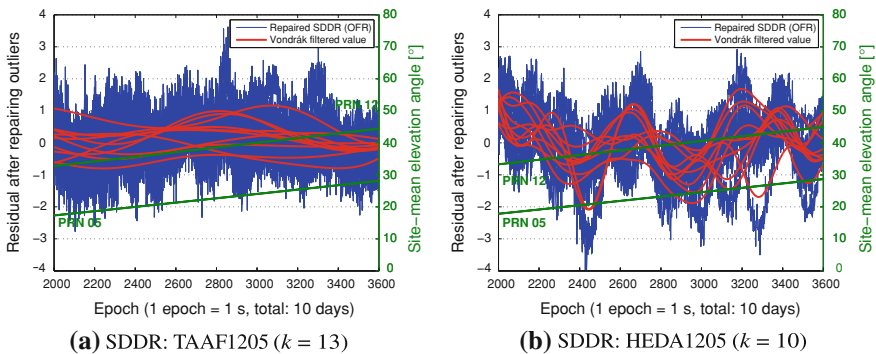 Residual after repairing outliers
4
3
2
1
0
−1
−2
−3
−4
Repaired SDDR (OFR)
Vondrák filtered value
PRN 12
PRN 05
80
70
60
50
40
30
20
10
0
Site−mean elevation angle [°]
2000 2200 2400 2600 2800 3000 3200 3400 3600
Epoch (1 epoch = 1 s, total: 10 days)
(a) SDDR: TAAF1205 (k = 13)
Residual after repairing outliers
4
3
2
1
0
−1
−2
−3
−4
Repaired SDDR (OFR)
Vondrák filtered value
PRN 12
PRN 05
80
70
60
50
40
30
20
10
0
Site−mean elevation angle [°]
2000 2200 2400 2600 2800 3000 3200 3400 3600
Epoch (1 epoch = 1 s, total: 10 days)
(b) SDDR: HEDA1205 (k = 10)